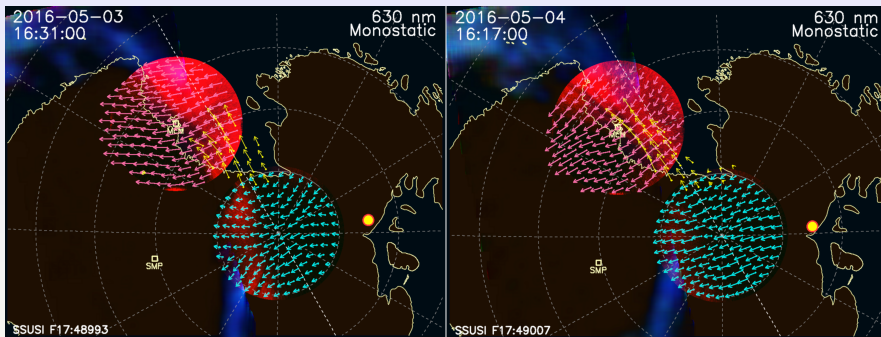 2016-05-03
16:31:00
630 nm
Monostatic
SMP
SSUSI F17:48993
2016-05-04
16:17:00
630 nm
Monostatic
SMP
SSUSI F17:49007